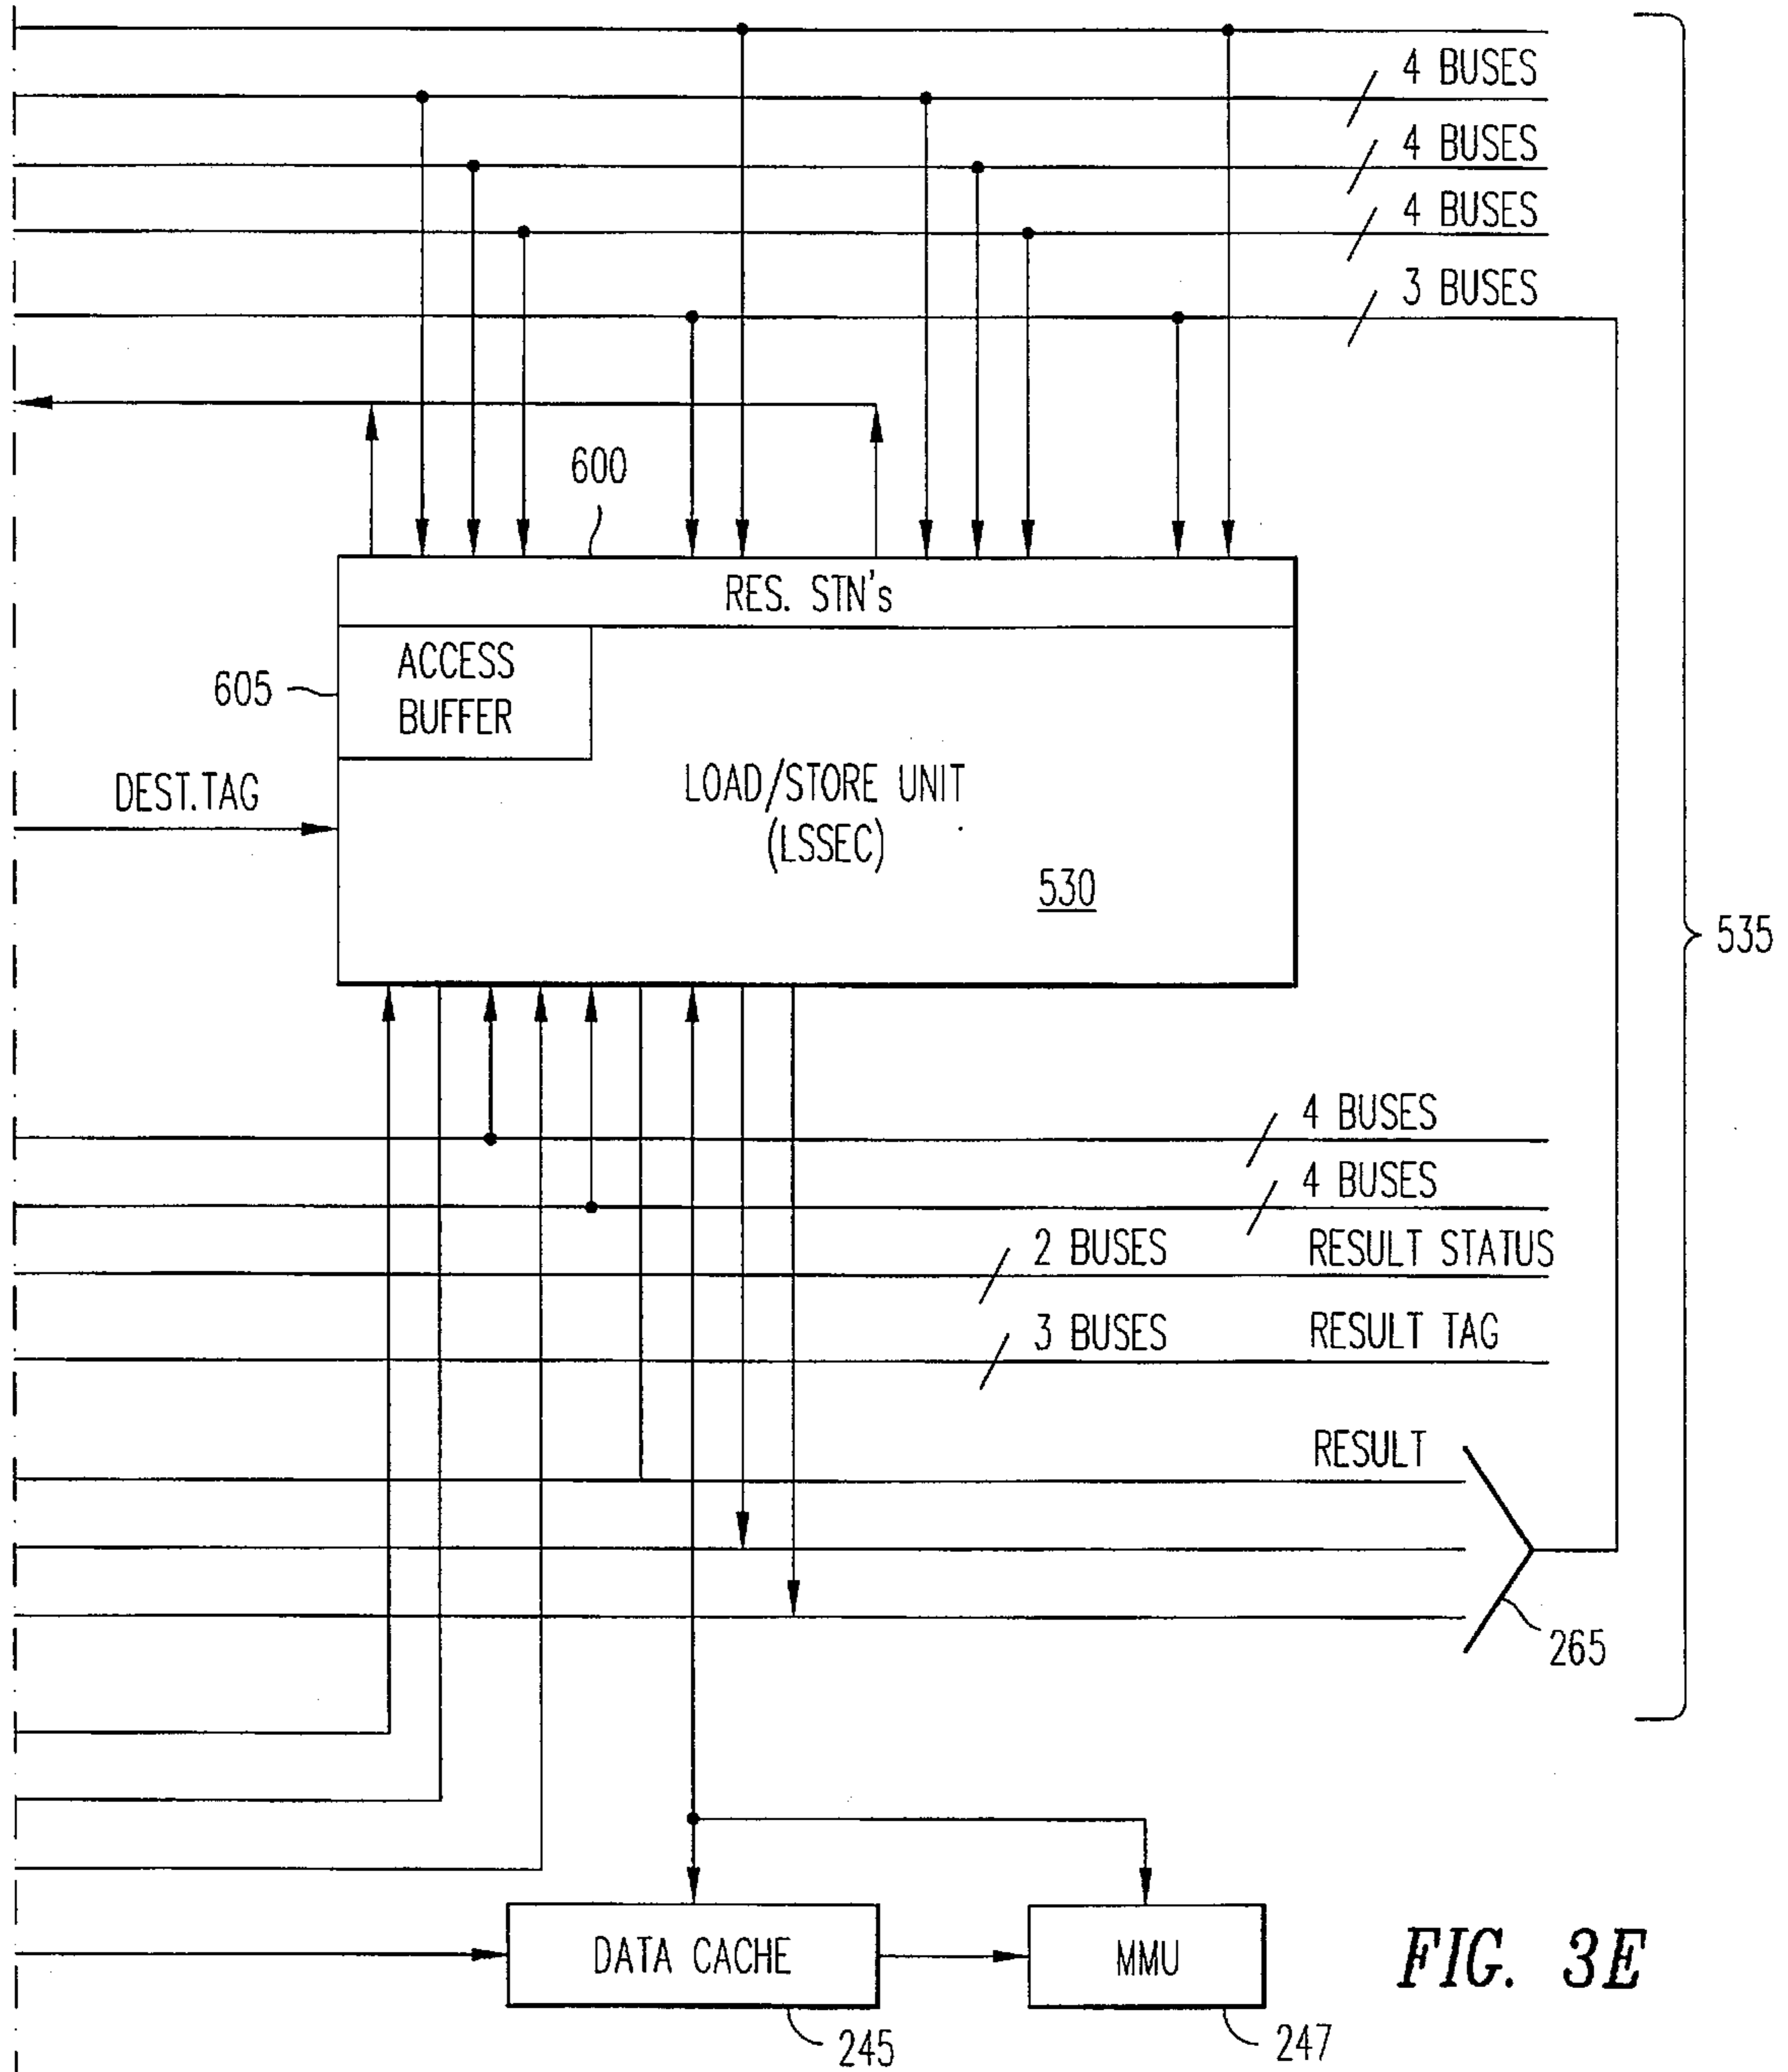 4 BUSES
4 BUSES
4 BUSES
3 BUSES
600
RES. STN's
ACCESS
BUFFER
605
DEST.TAG
LOAD/STORE UNIT
(LSSEC)
530
535
4 BUSES
4 BUSES
2 BUSES RESULT STATUS
3 BUSES RESULT TAG
RESULT
265
DATA CACHE
MMU
245
247
FIG. 3E